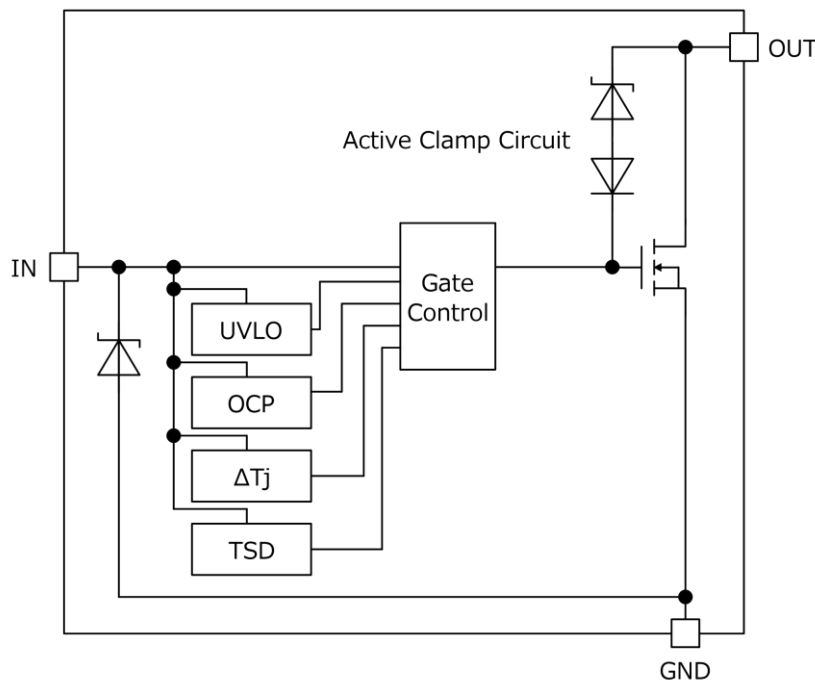 OUT
Active Clamp Circuit
IN
Gate
Control
UVLO
OCP
ΔTj
TSD
GND